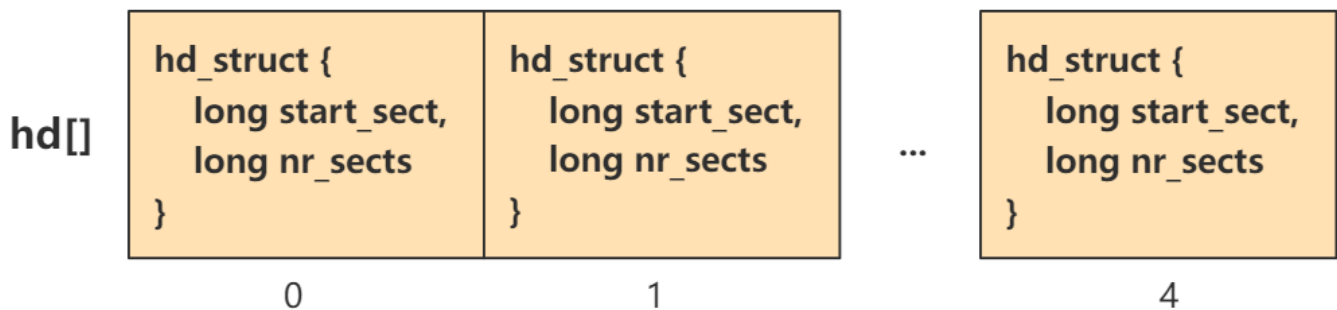 hd[]
hd_struct {
long start_sect,
long nr_sects
}
0
hd_struct {
long start_sect,
long nr_sects
}
1
...
hd_struct {
long start_sect,
long nr_sects
}
4